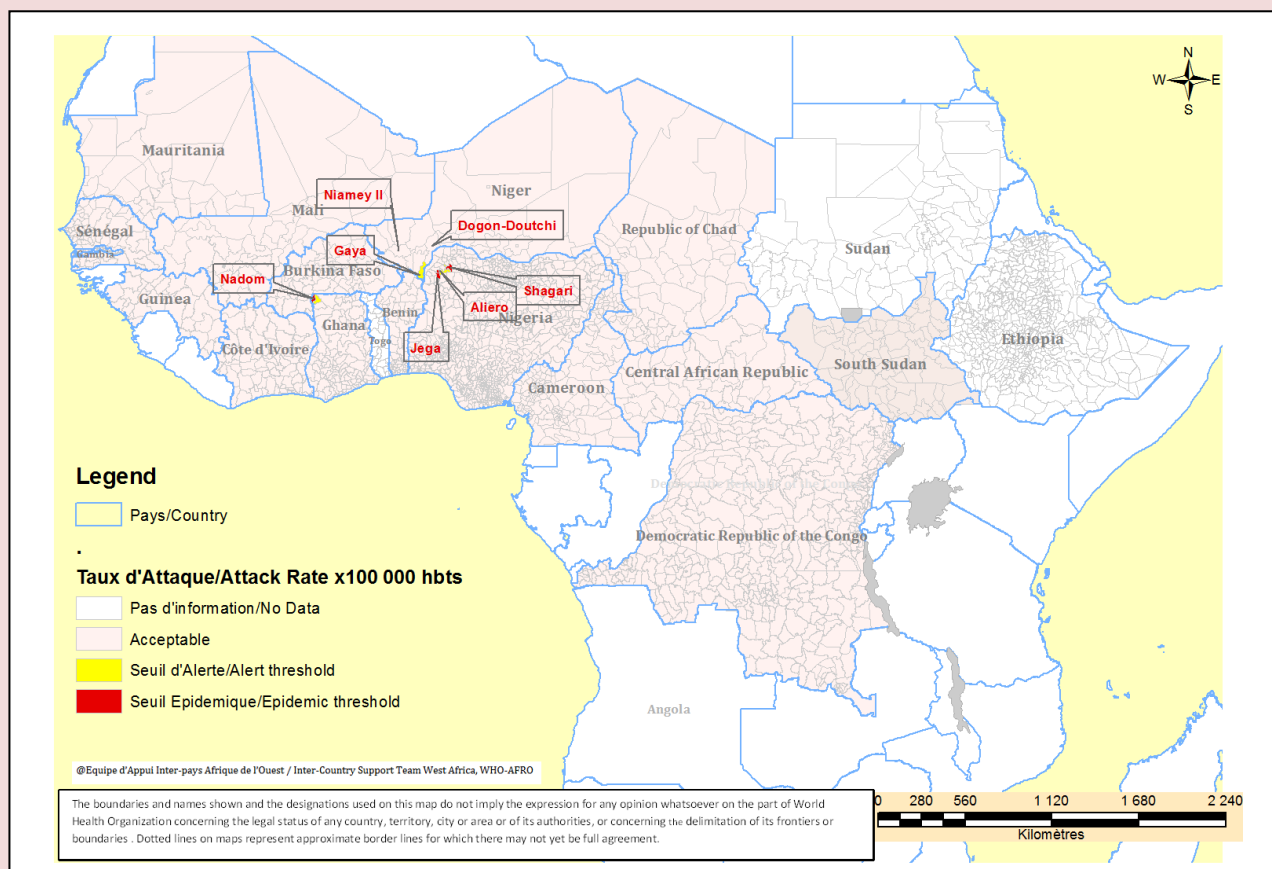 N
W E
S
Mauritania
Niamey II
Niger
Mali
Dogon-Doutchi
Sénégal
Republic of Chad
Gambia
Gaya
Sudan
Burkina Faso
Nadom
Shagari
Guinea
Aliero
Benin
Nigeria
Ghana
Togo
Ethiopia
Côte d'Ivoire
Jega
South Sudan
Central African Republic
Cameroon
Legend
Democratic Republic of the Congo
Pays/Country
Democratic Republic of the Congo
.
Taux d'Attaque/Attack Rate x100 000 hbts
Pas d'information/No Data
Acceptable
Seuil d'Alerte/Alert threshold
Seuil Epidemique/Epidemic threshold
Angola
@Equipe d'Appui Inter-pays Afrique de l'Ouest / Inter-Country Support Team West Africa, WHO-AFRO
The boundaries and names shown and the designations used on this map do not imply the expression for any opinion whatsoever on the part of World
Health Organization concerning the legal status of any country, territory, city or area or of its authorities, or concerning the delimitation of its frontiers or
boundaries . Dotted lines on maps represent approximate border lines for which there may not yet be full agreement.
0 280 560 1 120 1 680 2 240
Kilomètres